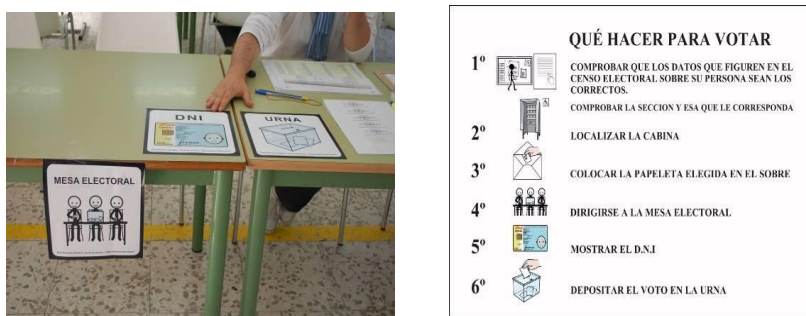 DNI
URNA
MESA ELECTORAL
QUÉ HACER PARA VOTAR
1º
COMPROBAR QUE LOS DATOS QUE FIGUREN EN EL
CENSO ELECTORAL SOBRE SU PERSONA SEAN LOS
CORRECTOS.
COMPROBAR LA SECCION Y ESA QUE LE CORRESPONDA
2º
LOCALIZAR LA CABINA
3º
COLOCAR LA PAPELETA ELEGIDA EN EL SOBRE
4º
DIRIGIRSE A LA MESA ELECTORAL
5º
MOSTRAR EL D.N.I
6º
DEPOSITAR EL VOTO EN LA URNA